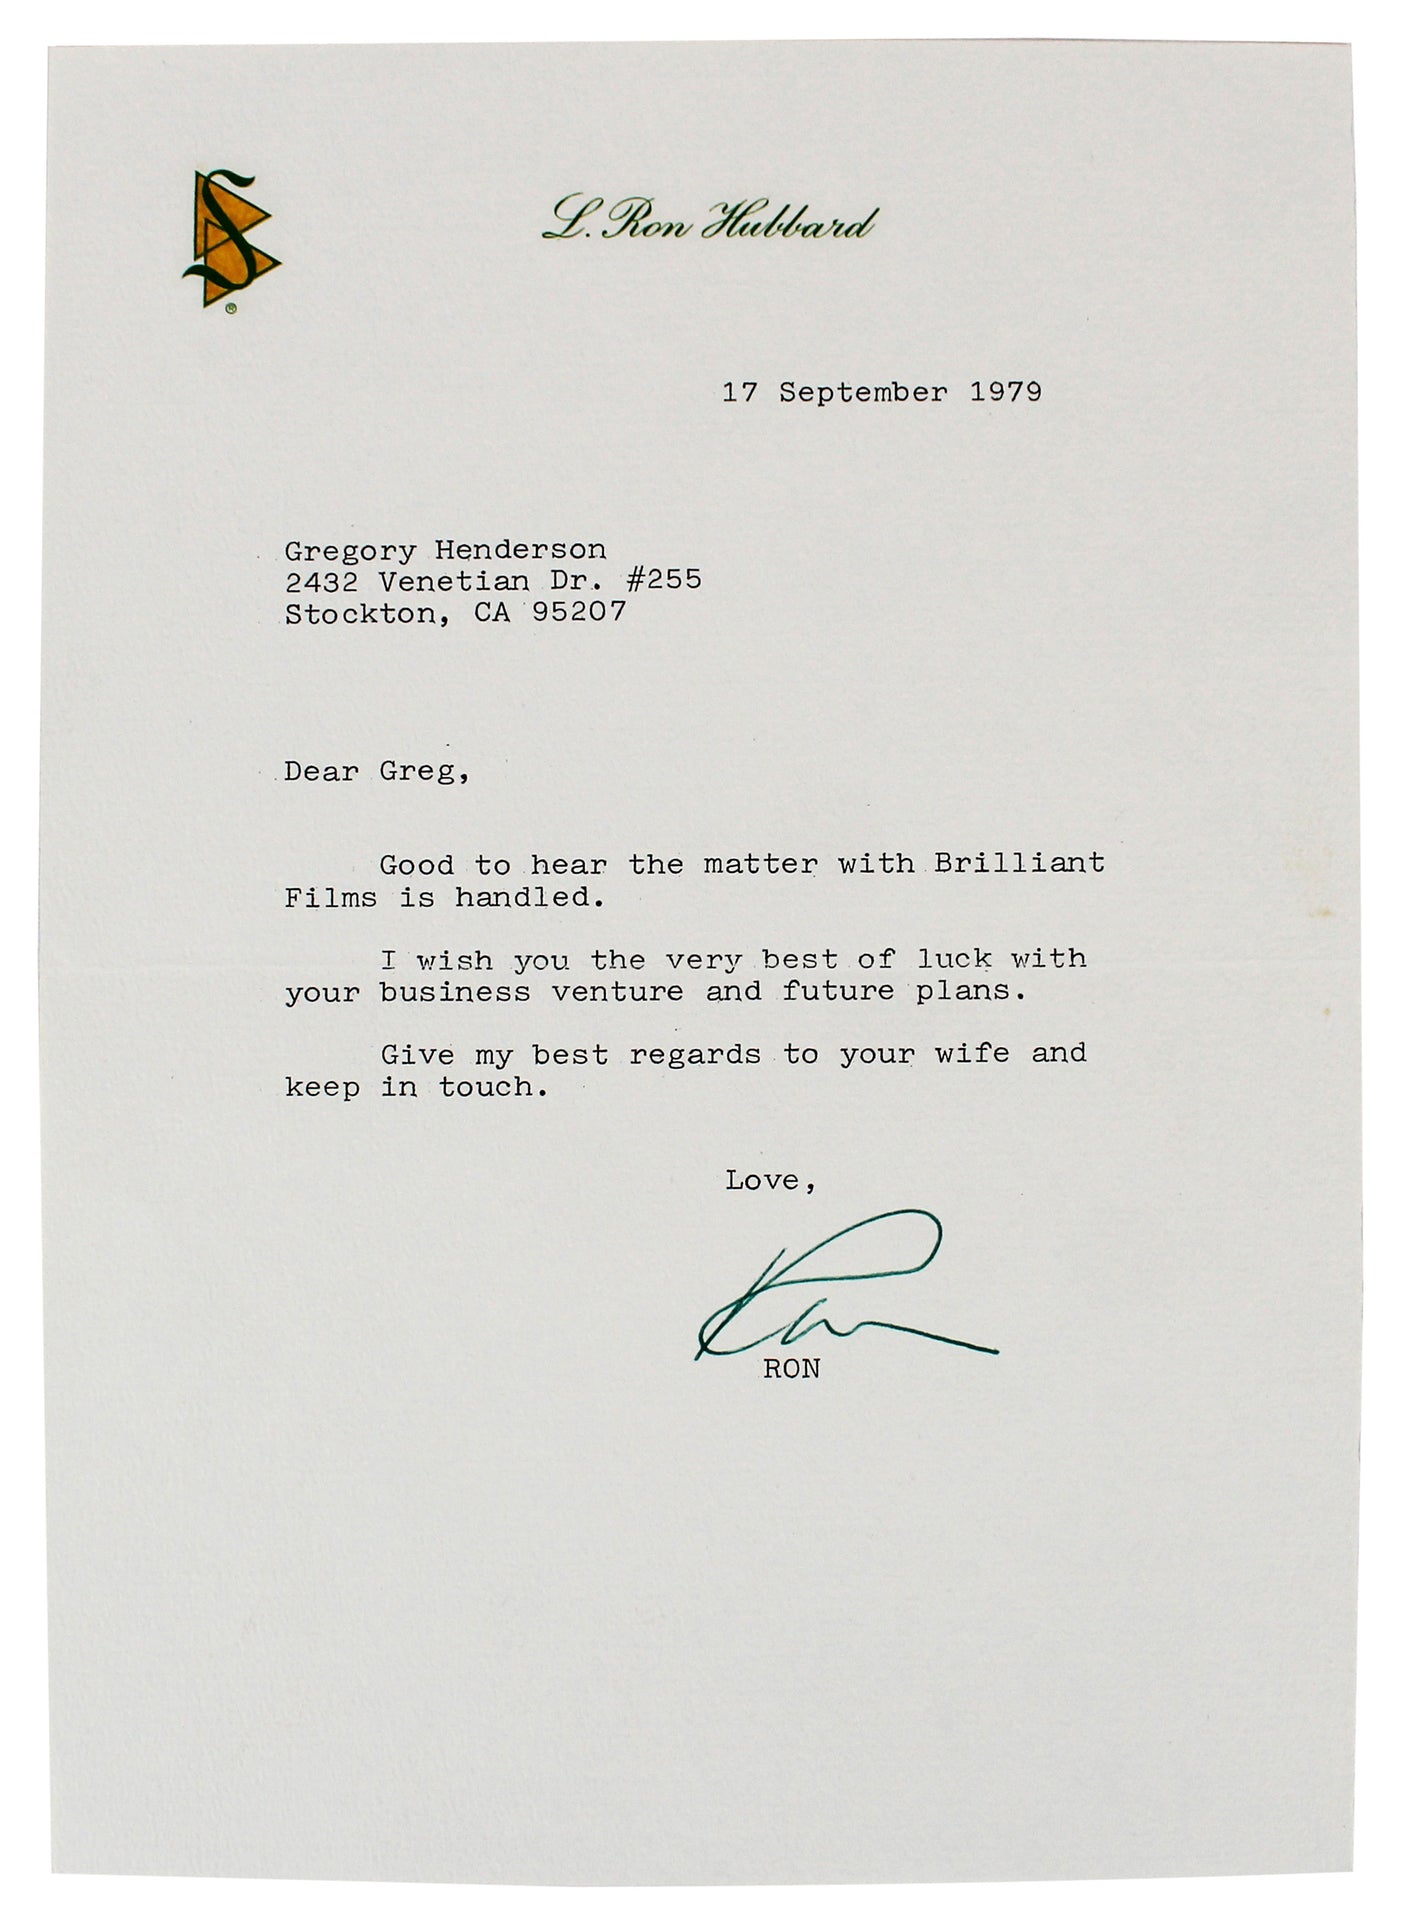 S
®
L. Ron Hubbard
17 September 1979
Gregory Henderson
2432 Venetian Dr. #255
Stockton, CA 95207
Dear Greg,
Good to hear the matter with Brilliant
Films is handled.
I wish you the very best of luck with
your business venture and future plans.
Give my best regards to your wife and
keep in touch.
Love,
Ron
RON